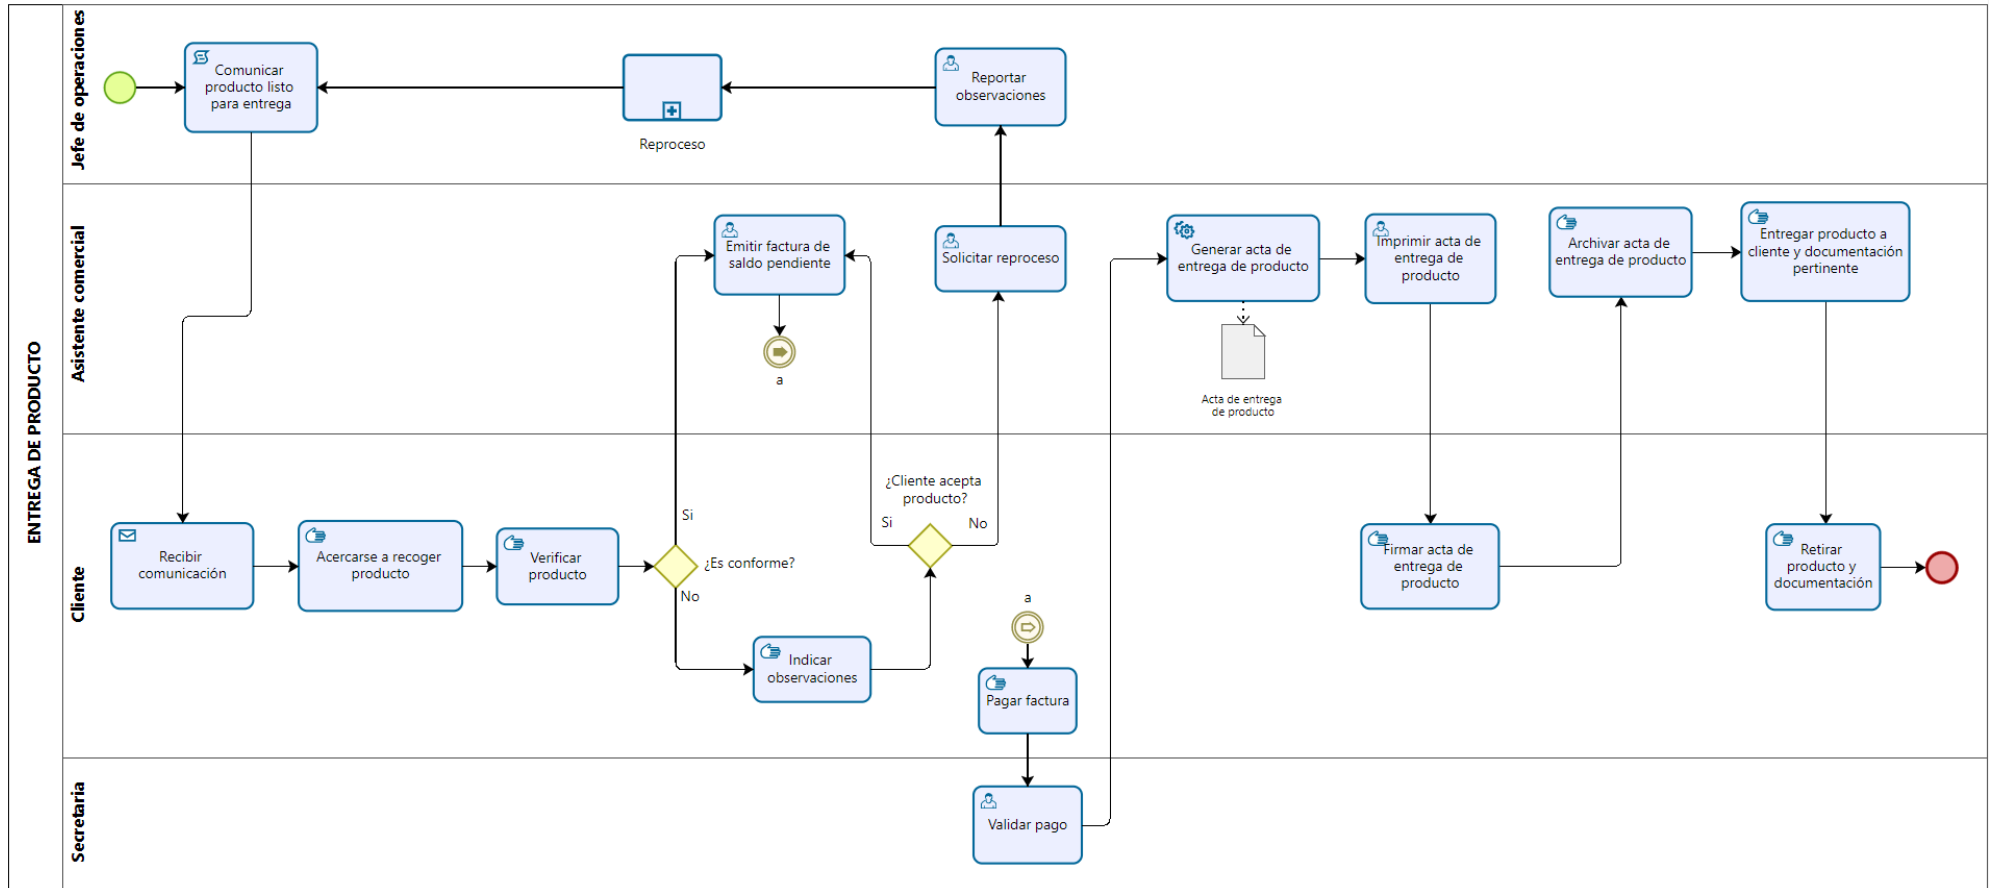 ENTREGA DE PRODUCTO
Jefe de operaciones
Comunicar
producto listo
para entrega
Reproceso
Reportar
observaciones
Asistente comercial
Emitir factura de
saldo pendiente
a
Solicitar reproceso
Generar acta de
entrega de producto
Acta de entrega
de producto
Imprimir acta de
entrega de
producto
Archivar acta de
entrega de producto
Entregar producto a
cliente y documentación
pertinente
Cliente
Recibir
comunicación
Acercarse a recoger
producto
Verificar
producto
Si
¿Es conforme?
No
Indicar
observaciones
¿Cliente acepta
producto?
Si
No
a
Pagar factura
Firmar acta de
entrega de
producto
Retirar
producto y
documentación
Secretaria
Validar pago